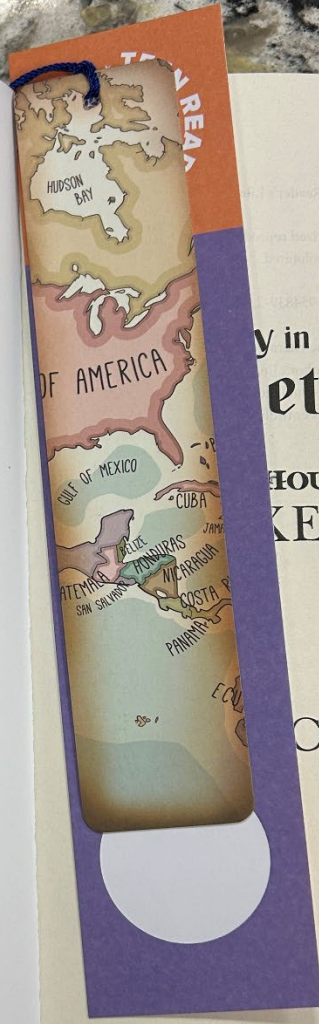 TEEN REA
HUDSON
BAY
OF AMERICA
GULF OF MEXICO
CUBA
JAMA
BELIZE
HONDURAS
ATEMALA
NICARAGUA
SAN SALVADOR
COSTA R
PANAMA
ECU
y in
et
HOU
KE